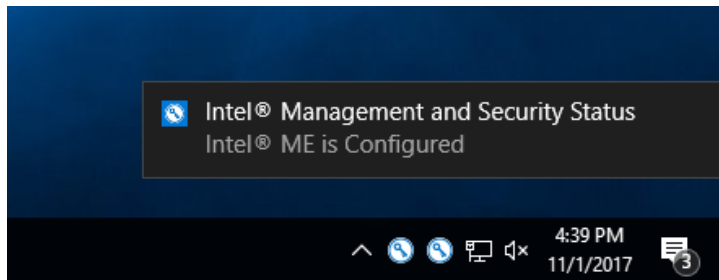 Intel® Management and Security Status
Intel® ME is Configured
4:39 PM
11/1/2017
3